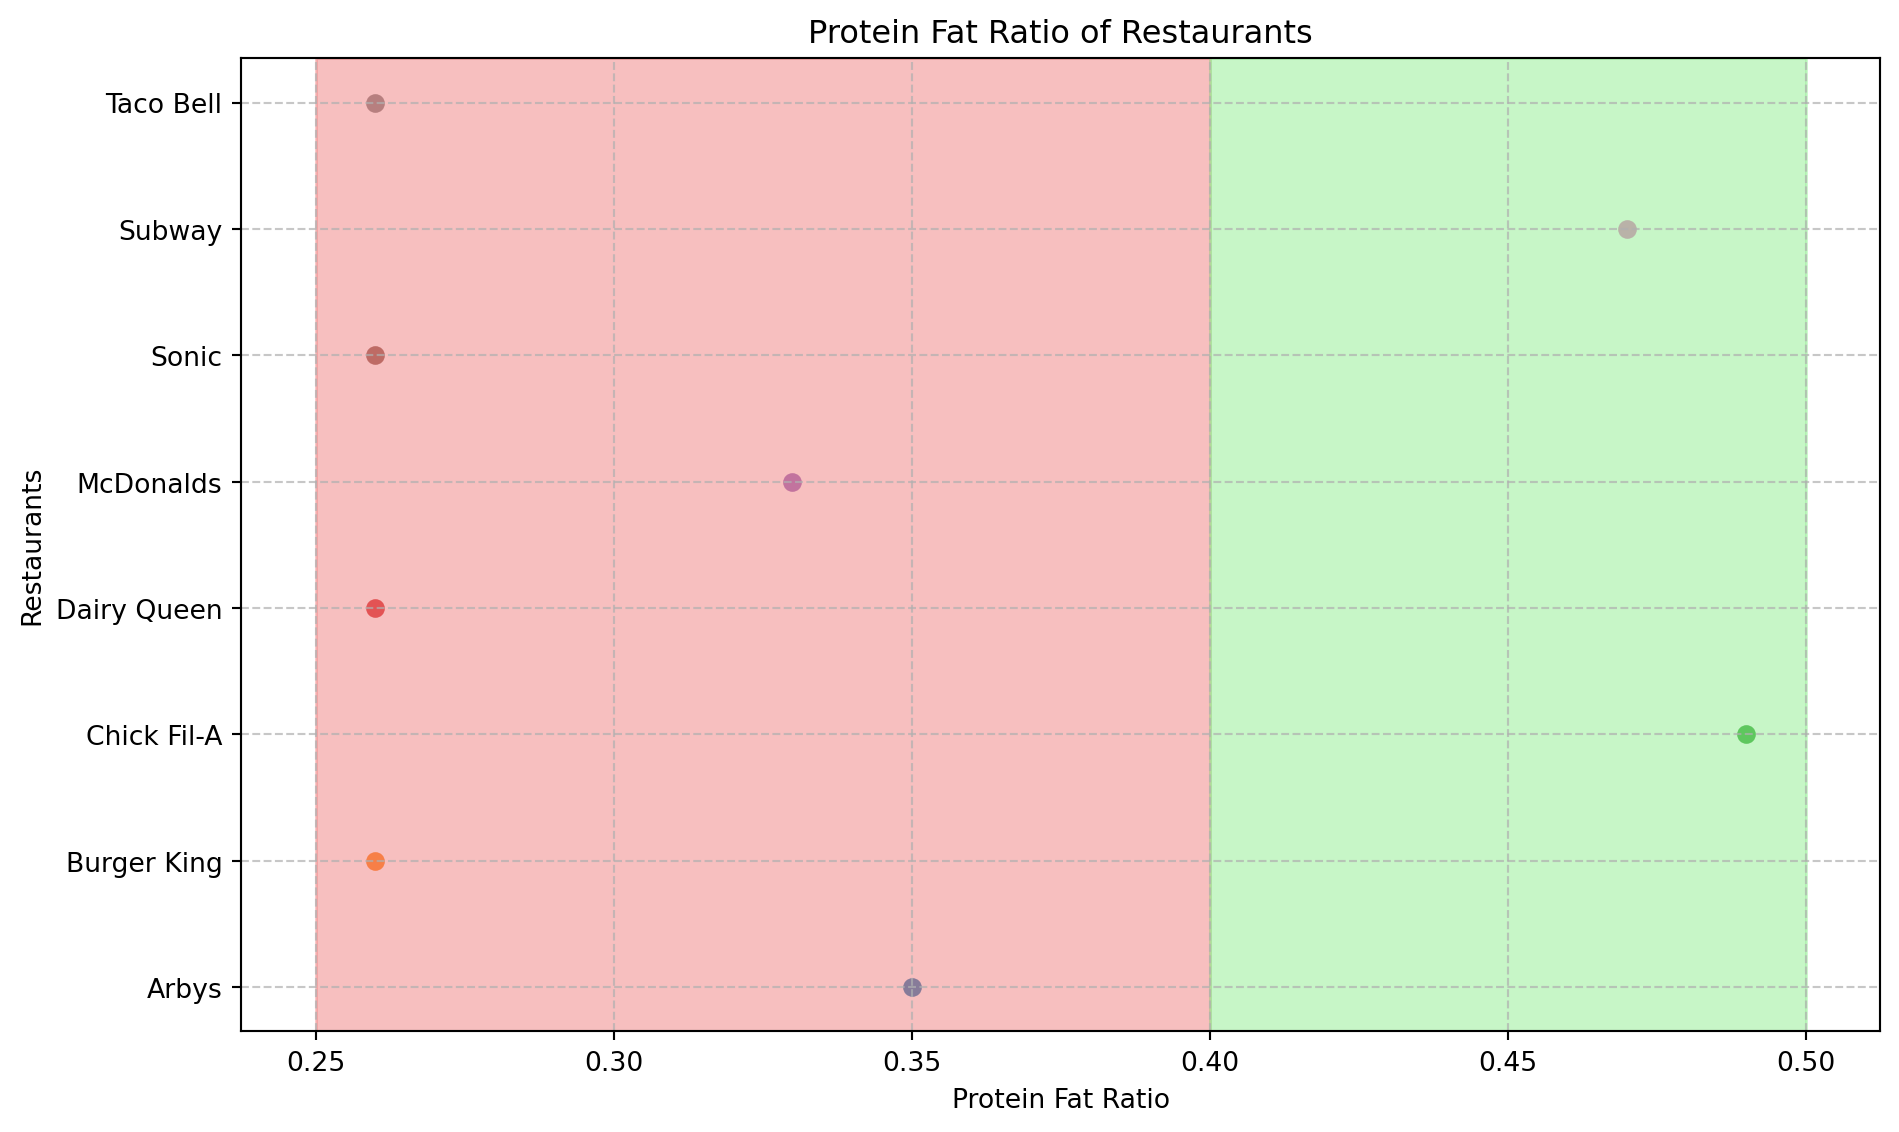 Protein Fat Ratio of Restaurants
Taco Bell
Subway
Sonic
McDonalds
Dairy Queen
Chick Fil-A
Burger King
Arbys
Restaurants
0.25 0.30 0.35 0.40 0.45 0.50
Protein Fat Ratio